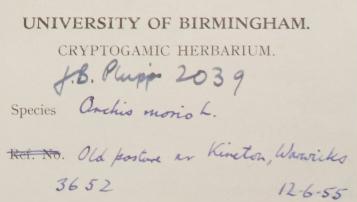 UNIVERSITY OF BIRMINGHAM.
CRYPTOGAMIC HERBARIUM.
J.B. Phipps 2039
Species Orchis morio L.
Ref. No. Old pasture nr Kineton, Warwicks
3652 12-6-55